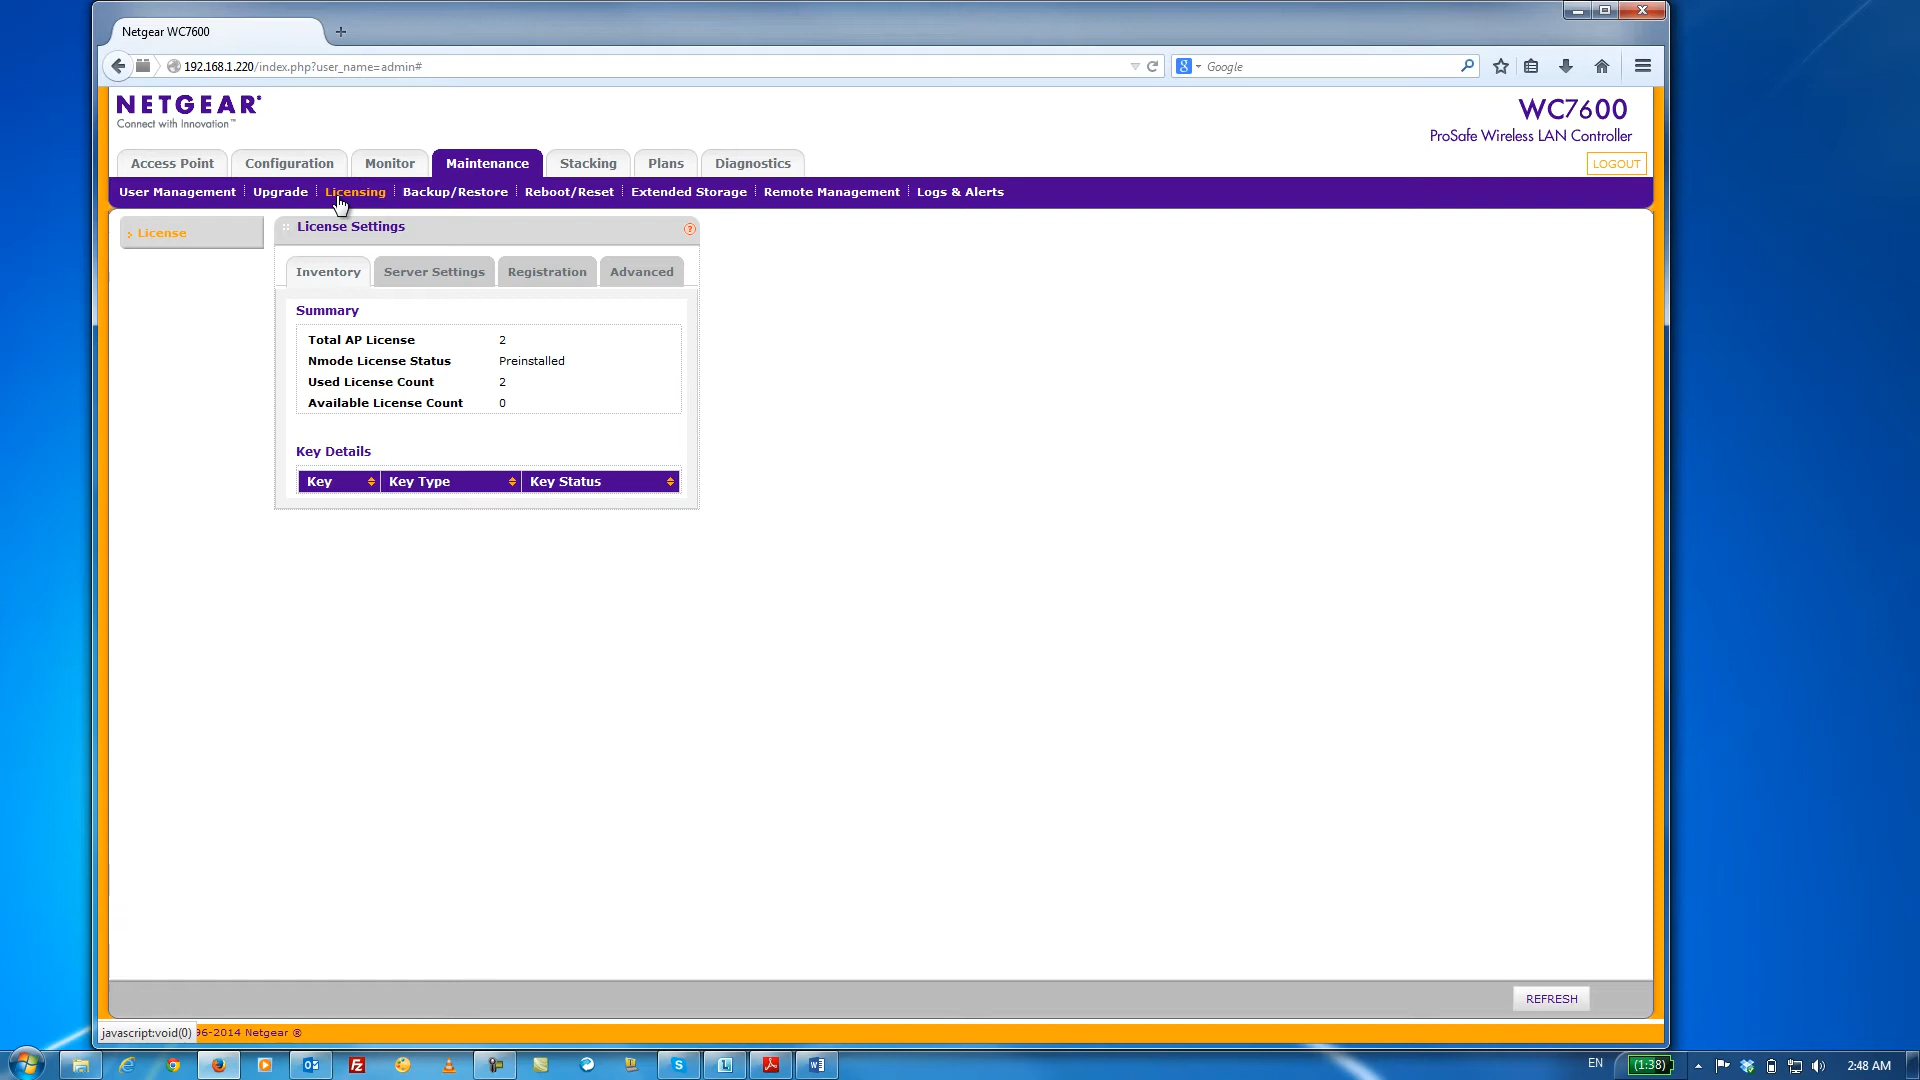 Netgear WC7600
192.168.1.220/index.php?user_name=admin#
Google
NETGEAR
Connect with Innovation™
WC7600
ProSafe Wireless LAN Controller
Access Point Configuration Monitor Maintenance Stacking Plans Diagnostics
LOGOUT
User Management Upgrade Licensing Backup/Restore Reboot/Reset Extended Storage Remote Management Logs & Alerts
License
License Settings
Inventory Server Settings Registration Advanced
Summary
Total AP License 2
Nmode License Status Preinstalled
Used License Count 2
Available License Count 0
Key Details
Key Key Type Key Status
REFRESH
javascript:void(0) 96-2014 Netgear ®
EN (1:38) 2:48 AM